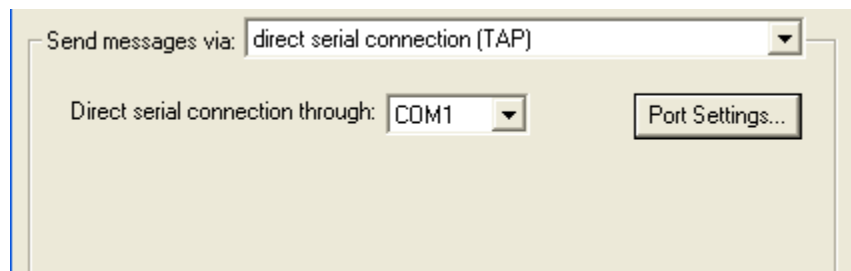 Send messages via: direct serial connection (TAP)
Direct serial connection through: COM1 Port Settings...